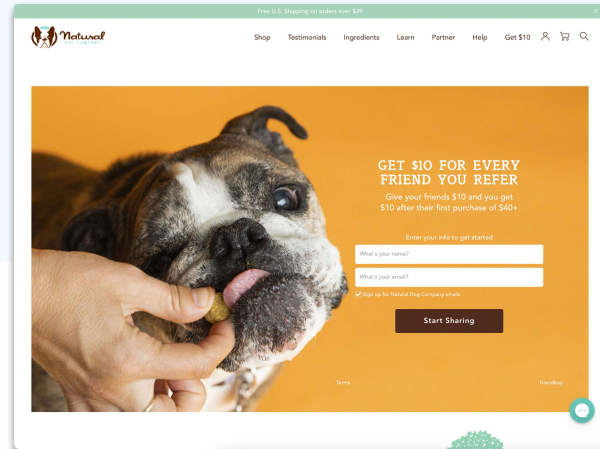 Free U.S. Shipping on orders over $39
Natural
DOG COMPANY
Shop Testimonials Ingredients Learn Partner Help Get $10
GET $10 FOR EVERY
FRIEND YOU REFER
Give your friends $10 and you get
$10 after their first purchase of $40+
Enter your info to get started
What's your name?
What's your email?
Sign up for Natural Dog Company emails
Start Sharing
Terms friendbuy